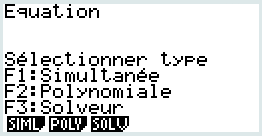 Equation
Sélectionner type
F1:Simultanée
F2:Polynomiale
F3:Solveur
SIML POLY SOLV